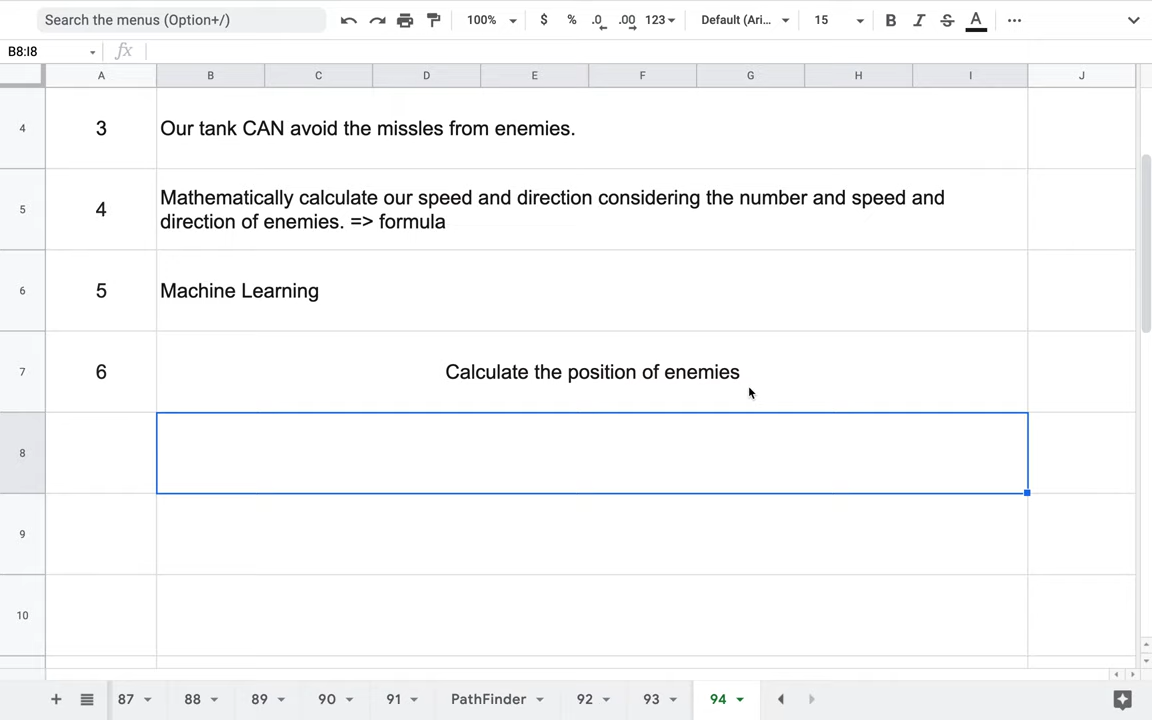 Search the menus (Option+/) 100% $ % .0 .00 123 Default (Ari... 15 B I S A
B8:I8 fx
A B C D E F G H I J
4 3 Our tank CAN avoid the missles from enemies.
5 4 Mathematically calculate our speed and direction considering the number and speed and
direction of enemies. => formula
6 5 Machine Learning
7 6 Calculate the position of enemies
8
9
10
+ 87 88 89 90 91 PathFinder 92 93 94